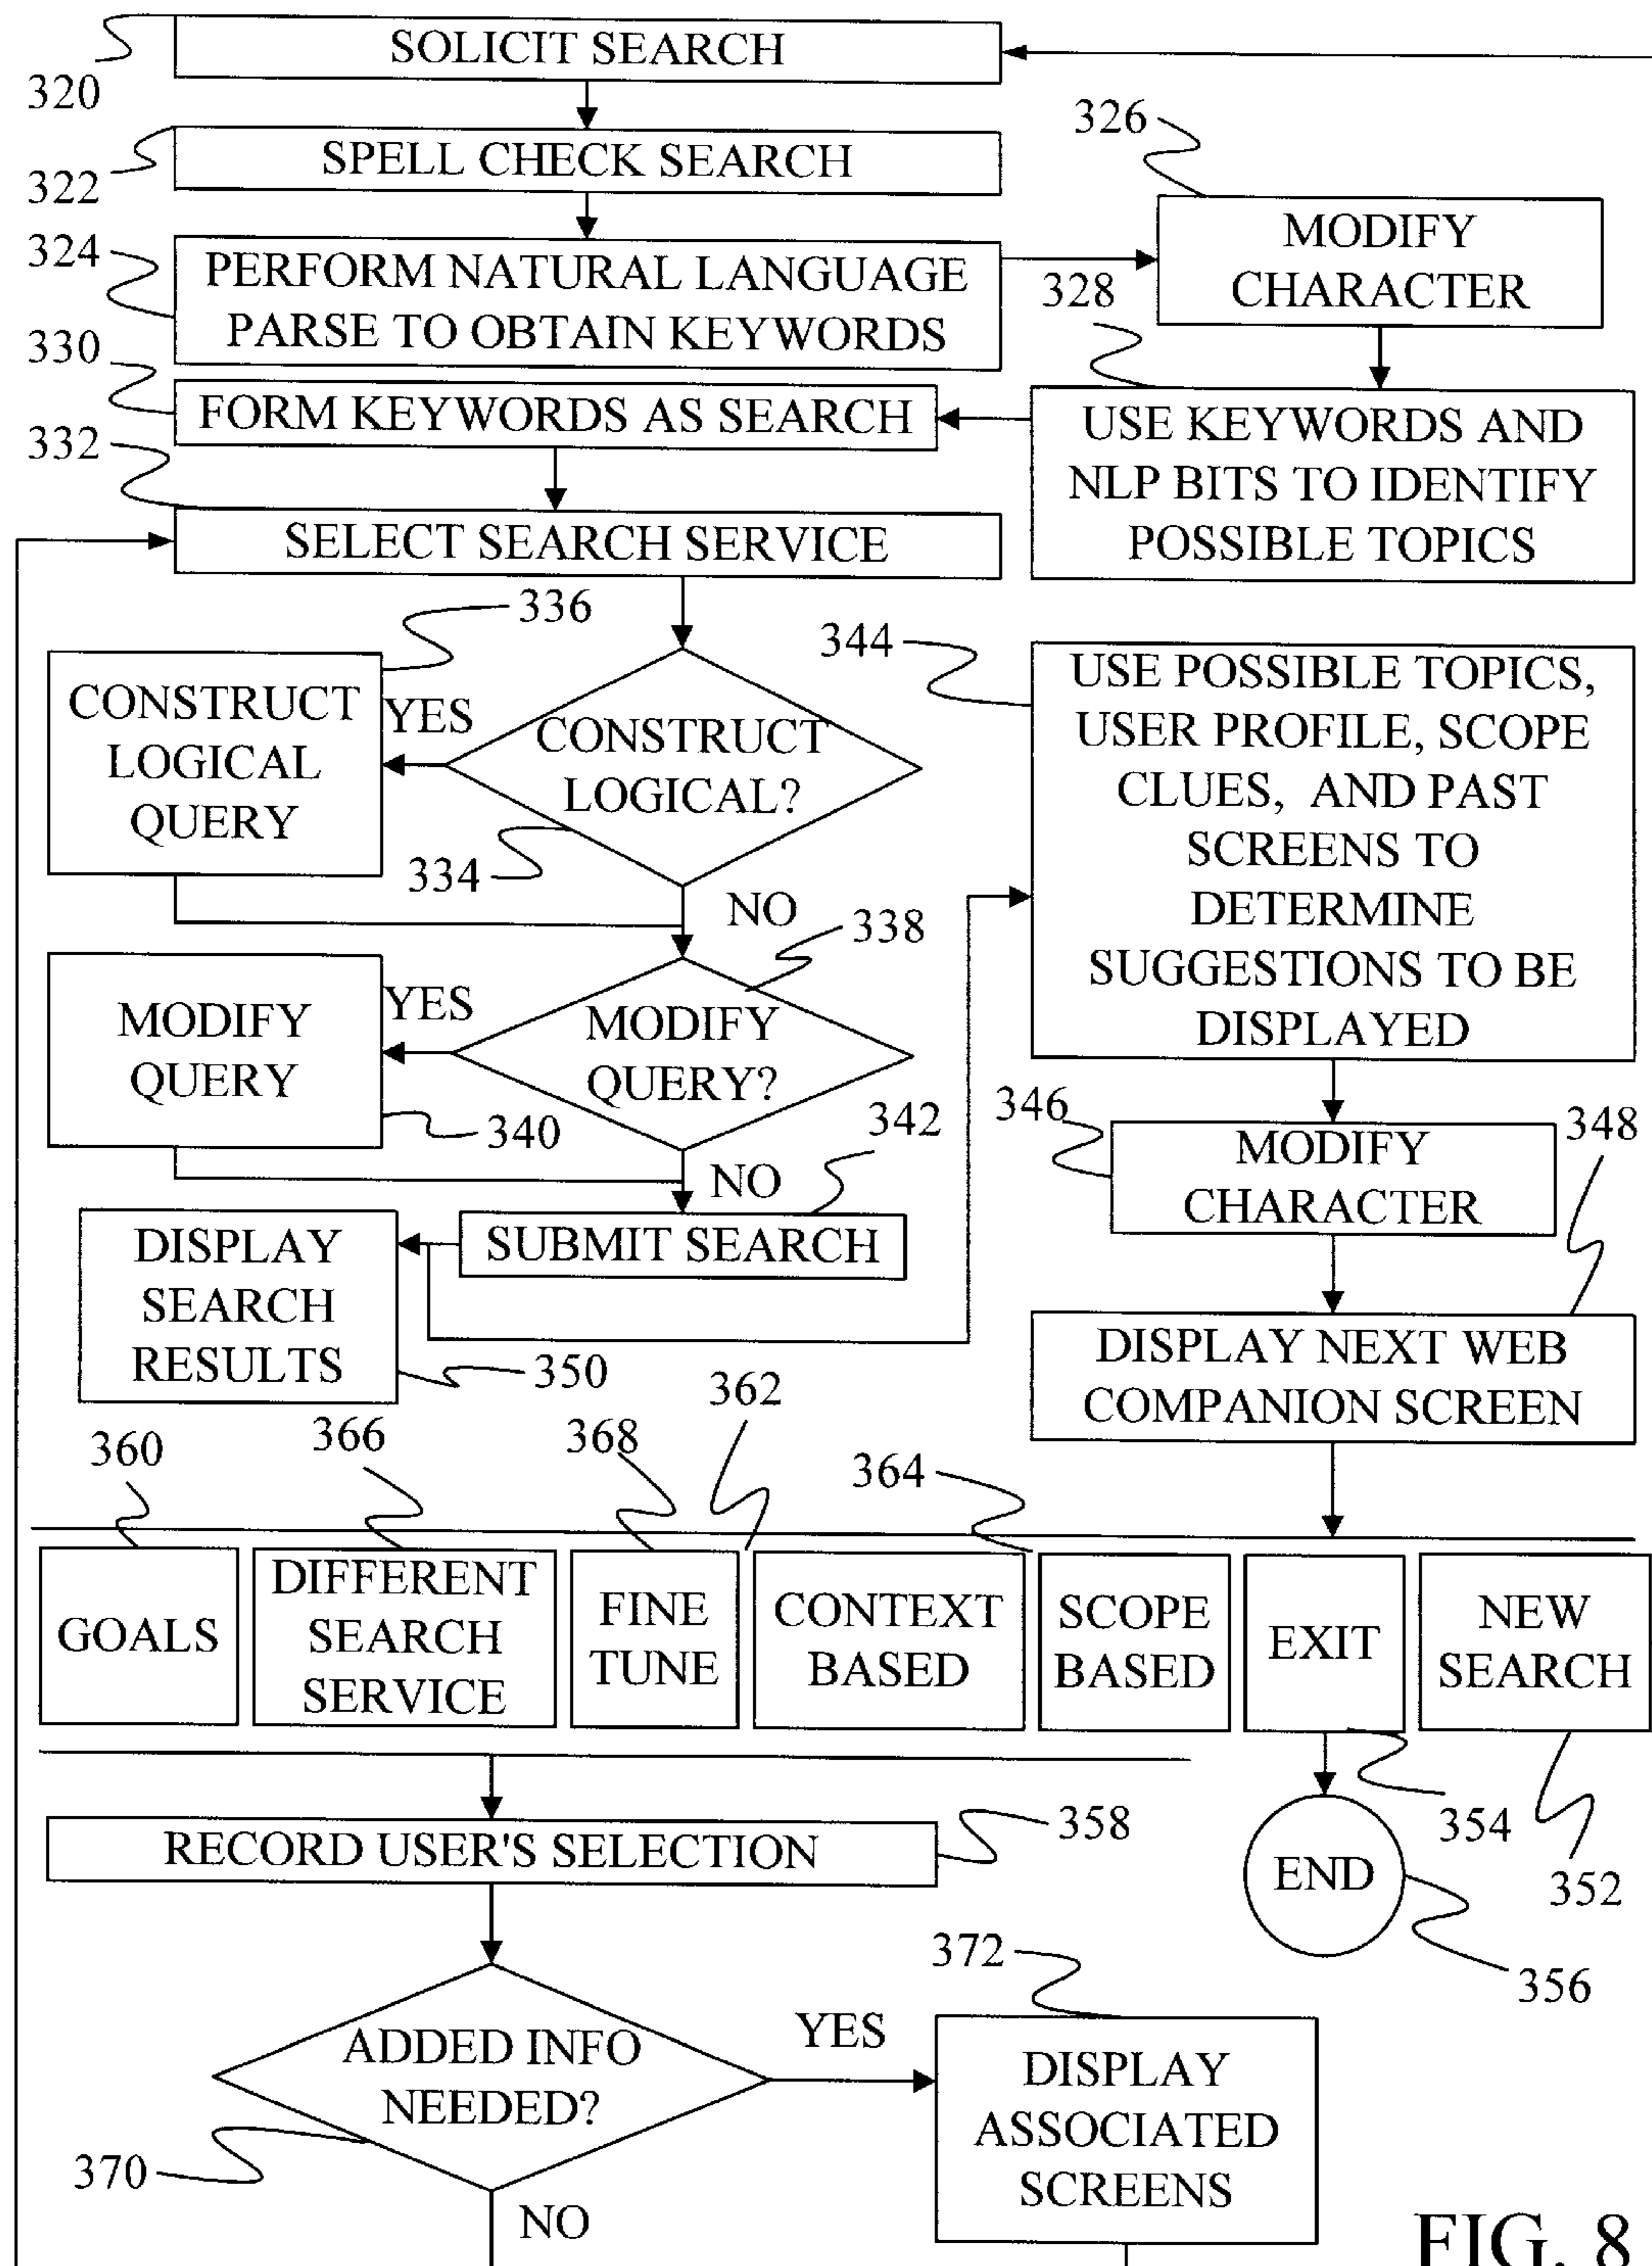 SOLICIT SEARCH
320
SPELL CHECK SEARCH
322
326
MODIFY
CHARACTER
324
PERFORM NATURAL LANGUAGE
PARSE TO OBTAIN KEYWORDS
328
330
FORM KEYWORDS AS SEARCH
USE KEYWORDS AND
NLP BITS TO IDENTIFY
POSSIBLE TOPICS
332
SELECT SEARCH SERVICE
336
344
CONSTRUCT
LOGICAL
QUERY
YES
CONSTRUCT
LOGICAL?
334
NO
USE POSSIBLE TOPICS,
USER PROFILE, SCOPE
CLUES, AND PAST
SCREENS TO
DETERMINE
SUGGESTIONS TO BE
DISPLAYED
338
MODIFY
QUERY
YES
MODIFY
QUERY?
340
342
NO
346
MODIFY
CHARACTER
348
DISPLAY
SEARCH
RESULTS
SUBMIT SEARCH
350
DISPLAY NEXT WEB
COMPANION SCREEN
360
366
368
362
364
GOALS
DIFFERENT
SEARCH
SERVICE
FINE
TUNE
CONTEXT
BASED
SCOPE
BASED
EXIT
NEW
SEARCH
RECORD USER'S SELECTION
358
354
352
END
356
372
ADDED INFO
NEEDED?
YES
370
NO
DISPLAY
ASSOCIATED
SCREENS
FIG. 8